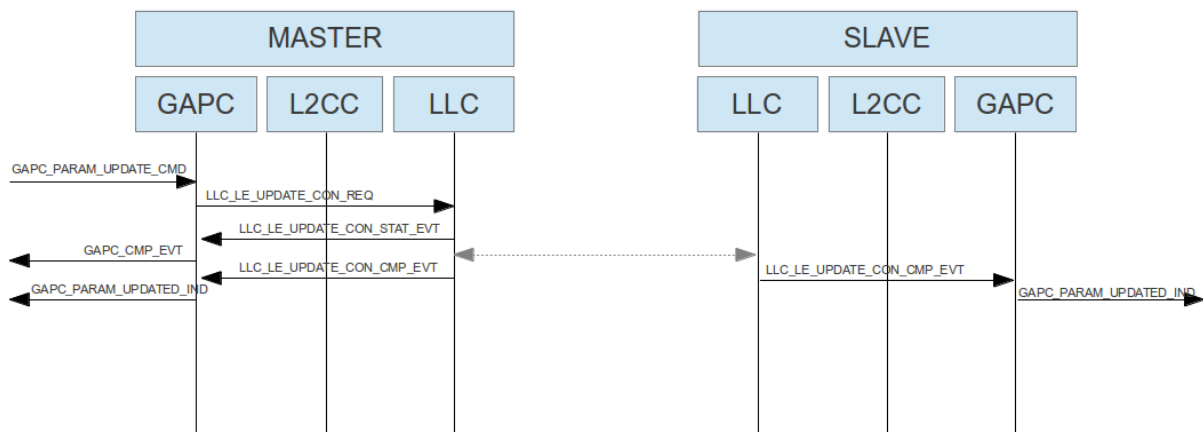 MASTER
SLAVE
GAPC
L2CC
LLC
LLC
L2CC
GAPC
GAPC_PARAM_UPDATE_CMD
LLC_LE_UPDATE_CON_REQ
LLC_LE_UPDATE_CON_STAT_EVT
GAPC_CMP_EVT
LLC_LE_UPDATE_CON_CMP_EVT
LLC_LE_UPDATE_CON_CMP_EVT
GAPC_PARAM_UPDATED_IND
GAPC_PARAM_UPDATED_IND